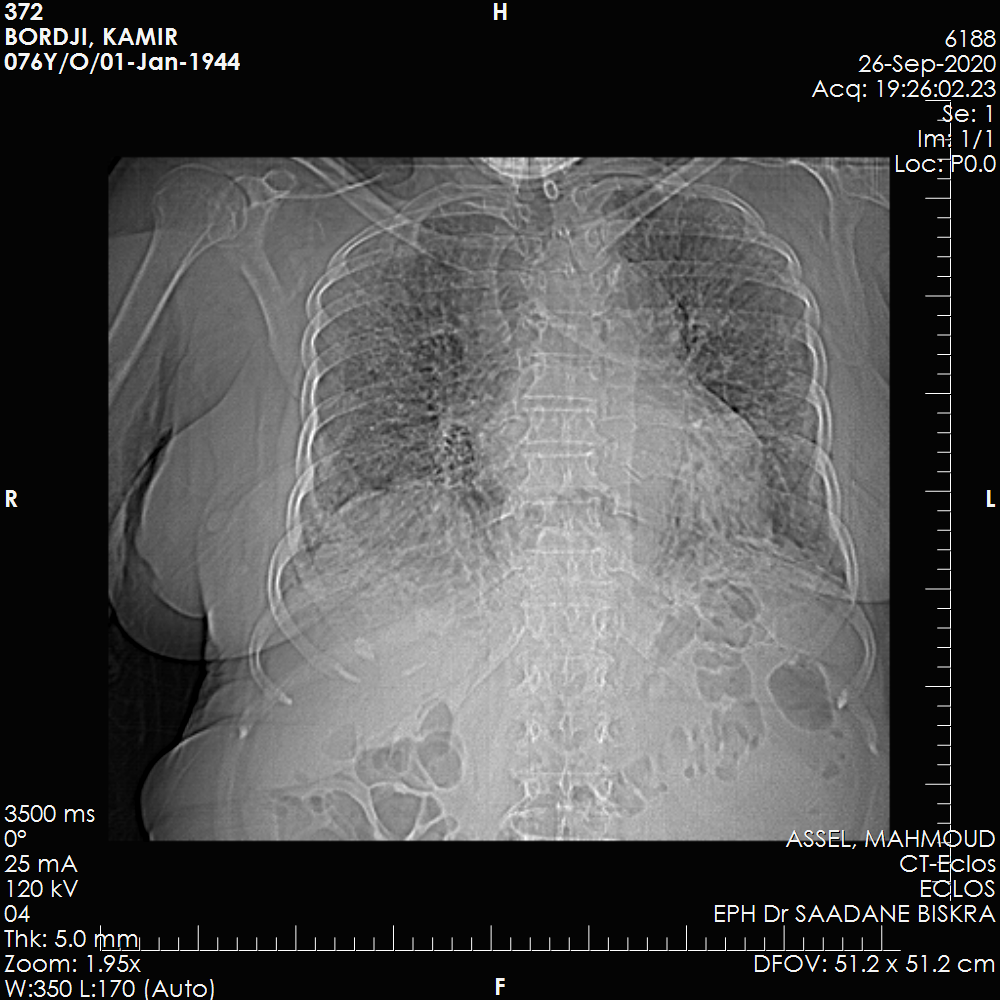 372
BORDJI, KAMIR
076Y/O/01-Jan-1944
H
6188
26-Sep-2020
Acq: 19:26:02.23
Se: 1
Im: 1/1
Loc: P0.0
R
L
3500 ms
0°
25 mA
120 kV
04
Thk: 5.0 mm
Zoom: 1.95x
W:350 L:170 (Auto)
F
ASSEL, MAHMOUD
CT-Eclos
ECLOS
EPH Dr SAADANE BISKRA
DFOV: 51.2 x 51.2 cm